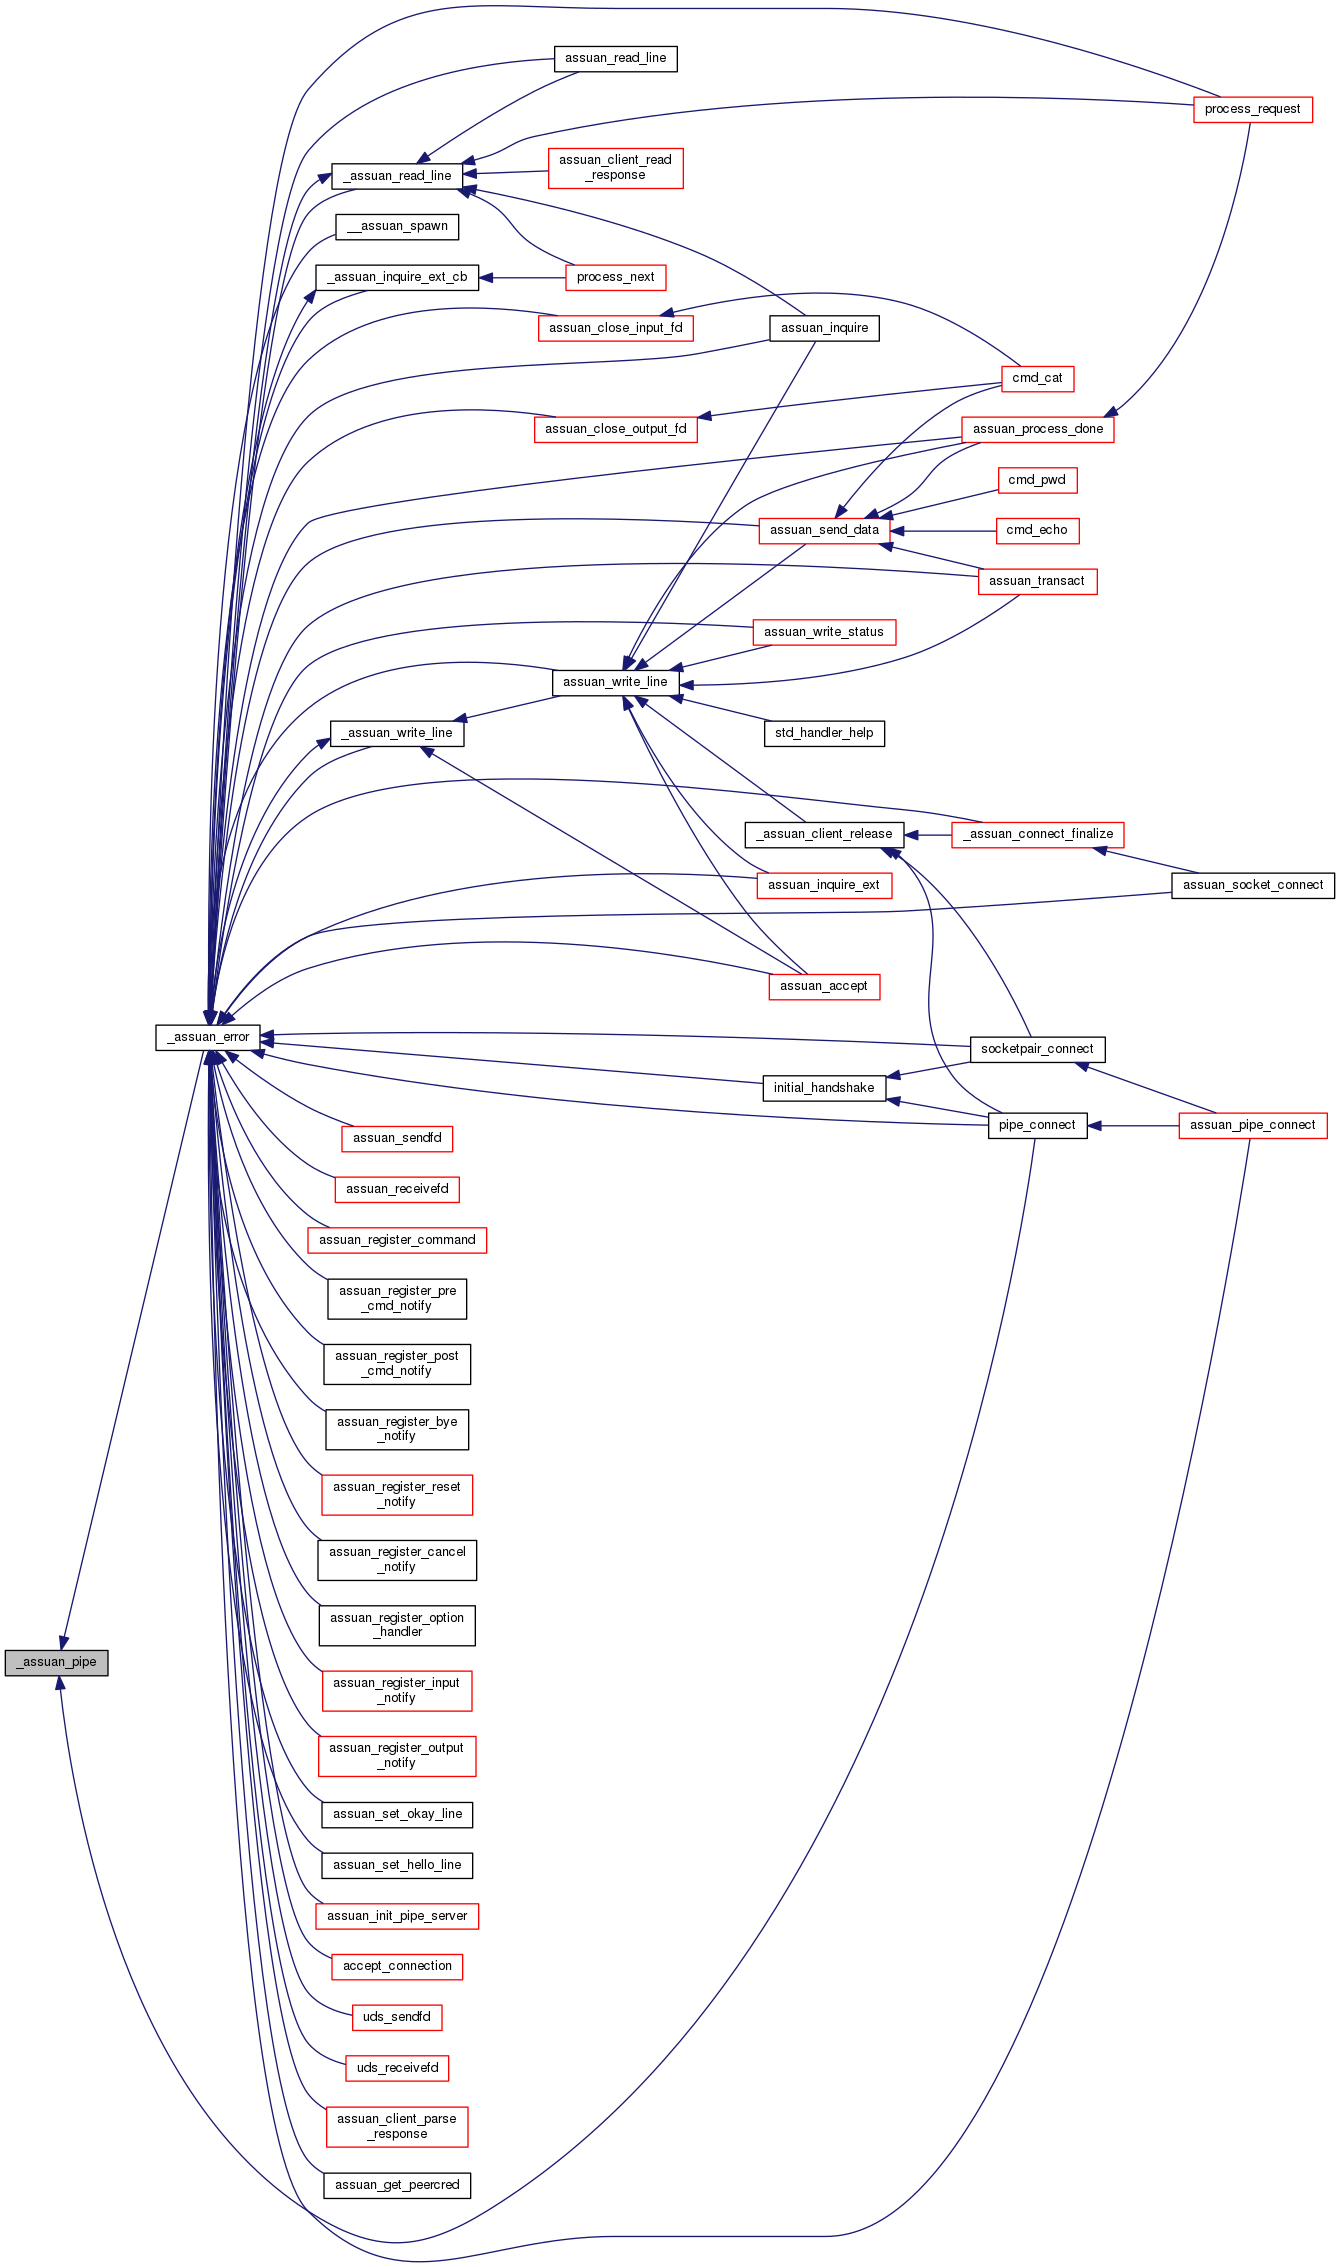 assuan_read_line
process_request
assuan_client_read
_response
_assuan_read_line
__assuan_spawn
_assuan_inquire_ext_cb
process_next
assuan_close_input_fd
assuan_inquire
cmd_cat
assuan_close_output_fd
assuan_process_done
cmd_pwd
assuan_send_data
cmd_echo
assuan_transact
assuan_write_status
assuan_write_line
_assuan_write_line
std_handler_help
_assuan_client_release
_assuan_connect_finalize
assuan_inquire_ext
assuan_socket_connect
assuan_accept
_assuan_error
socketpair_connect
initial_handshake
pipe_connect
assuan_pipe_connect
assuan_sendfd
assuan_receivefd
assuan_register_command
assuan_register_pre
_cmd_notify
assuan_register_post
_cmd_notify
assuan_register_bye
_notify
assuan_register_reset
_notify
assuan_register_cancel
_notify
assuan_register_option
_handler
_assuan_pipe
assuan_register_input
_notify
assuan_register_output
_notify
assuan_set_okay_line
assuan_set_hello_line
assuan_init_pipe_server
accept_connection
uds_sendfd
uds_receivefd
assuan_client_parse
_response
assuan_get_peercred